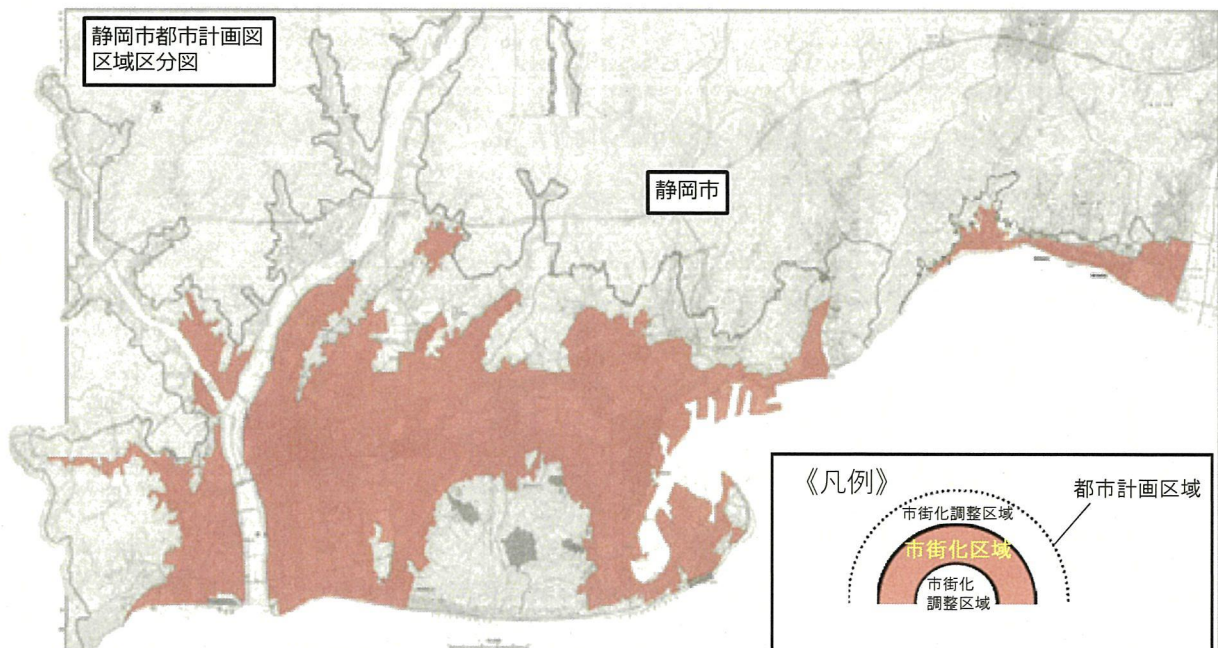 静岡市都市計画図
区域区分図
静岡市
《凡例》
都市計画区域
市街化調整区域
市街化区域
市街化
調整区域